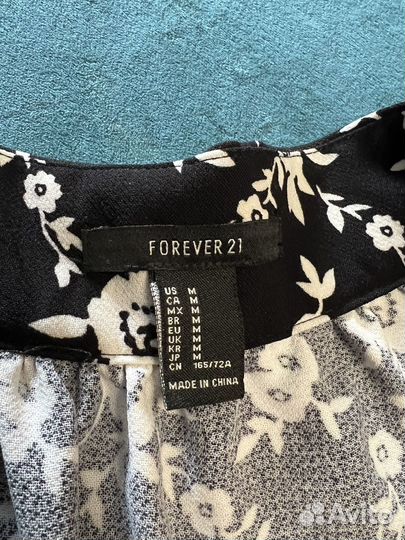 FOREVER 21
US M
CA M
MX M
BR M
EU M
UK M
KR M
JP M
CN 165/72A
MADE IN CHINA
Avito